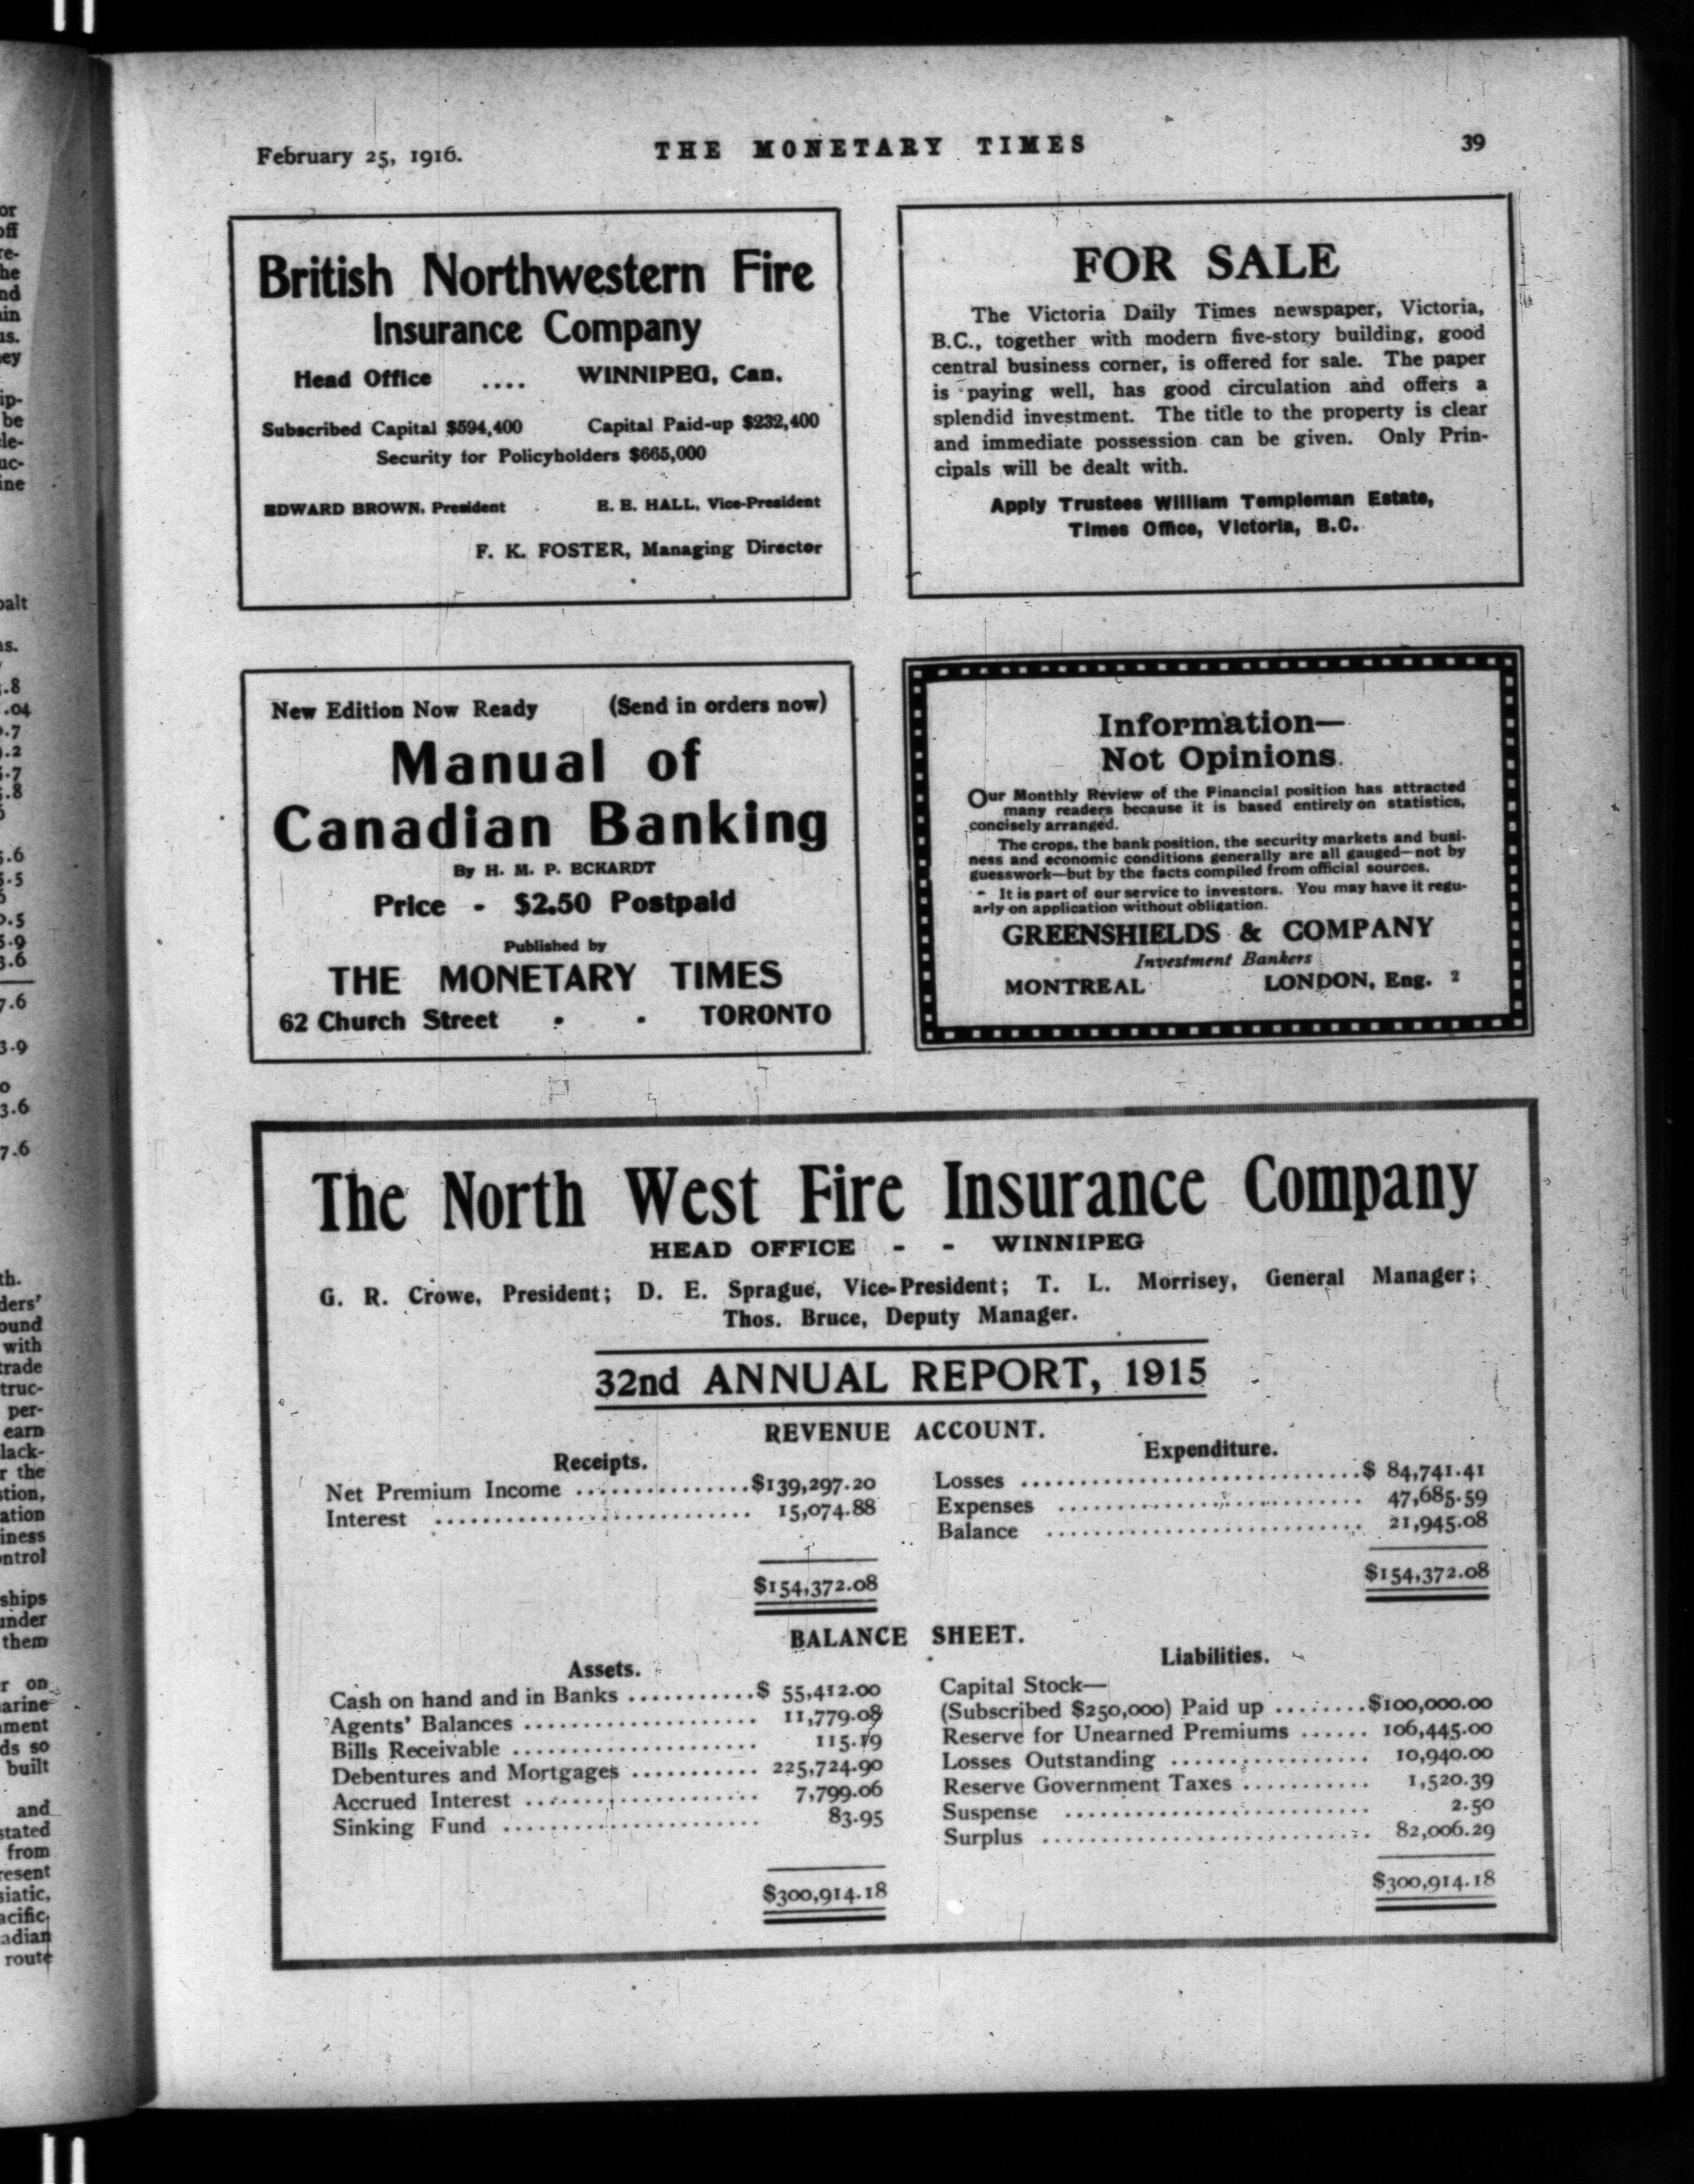 February 25, 1916.
THE MONETARY TIMES
39
British Northwestern Fire
Insurance Company
Head Office .... WINNIPEG, Can.
Subscribed Capital $594,400 Capital Paid-up $232,400
Security for Policyholders $665,000
EDWARD BROWN, President E. E. HALL, Vice-President
F. K. FOSTER, Managing Director
FOR SALE
The Victoria Daily Times newspaper, Victoria,
B.C., together with modern five-story building, good
central business corner, is offered for sale. The paper
is paying well, has good circulation and offers a
splendid investment. The title to the property is clear
and immediate possession can be given. Only Prin-
cipals will be dealt with.
Apply Trustees William Templeman Estate,
Times Office, Victoria, B.C.
New Edition Now Ready (Send in orders now)
Manual of
Canadian Banking
By H. M. P. ECKARDT
Price - $2.50 Postpaid
Published by
THE MONETARY TIMES
62 Church Street - - TORONTO
Information—
Not Opinions.
Our Monthly Review of the Financial position has attracted
many readers because it is based entirely on statistics,
concisely arranged.
The crops, the bank position, the security markets and busi-
ness and economic conditions generally are all gauged—not by
guesswork—but by the facts compiled from official sources.
It is part of our service to investors. You may have it regu-
arly on application without obligation.
GREENSHIELDS & COMPANY
Investment Bankers
MONTREAL LONDON, Eng. 2
The North West Fire Insurance Company
HEAD OFFICE - - WINNIPEG
G. R. Crowe, President; D. E. Sprague, Vice-President; T. L. Morrisey, General Manager;
Thos. Bruce, Deputy Manager.
32nd ANNUAL REPORT, 1915
REVENUE ACCOUNT.
Receipts.
Net Premium Income ...............$139,297.20
Interest ........................... 15,074.88
$154,372.08
Expenditure.
Losses ..............................$ 84,741.41
Expenses .......................... 47,685.59
Balance ........................... 21,945.08
$154,372.08
BALANCE SHEET.
Assets.
Cash on hand and in Banks ...........$ 55,412.00
Agents' Balances .................... 11,779.08
Bills Receivable ..................... 115.19
Debentures and Mortgages ........... 225,724.90
Accrued Interest .................... 7,799.06
Sinking Fund ...................... 83.95
$300,914.18
Liabilities.
Capital Stock—
(Subscribed $250,000) Paid up ........$100,000.00
Reserve for Unearned Premiums ...... 106,445.00
Losses Outstanding ................. 10,940.00
Reserve Government Taxes ........... 1,520.39
Suspense .......................... 2.50
Surplus ............................ 82,006.29
$300,914.18